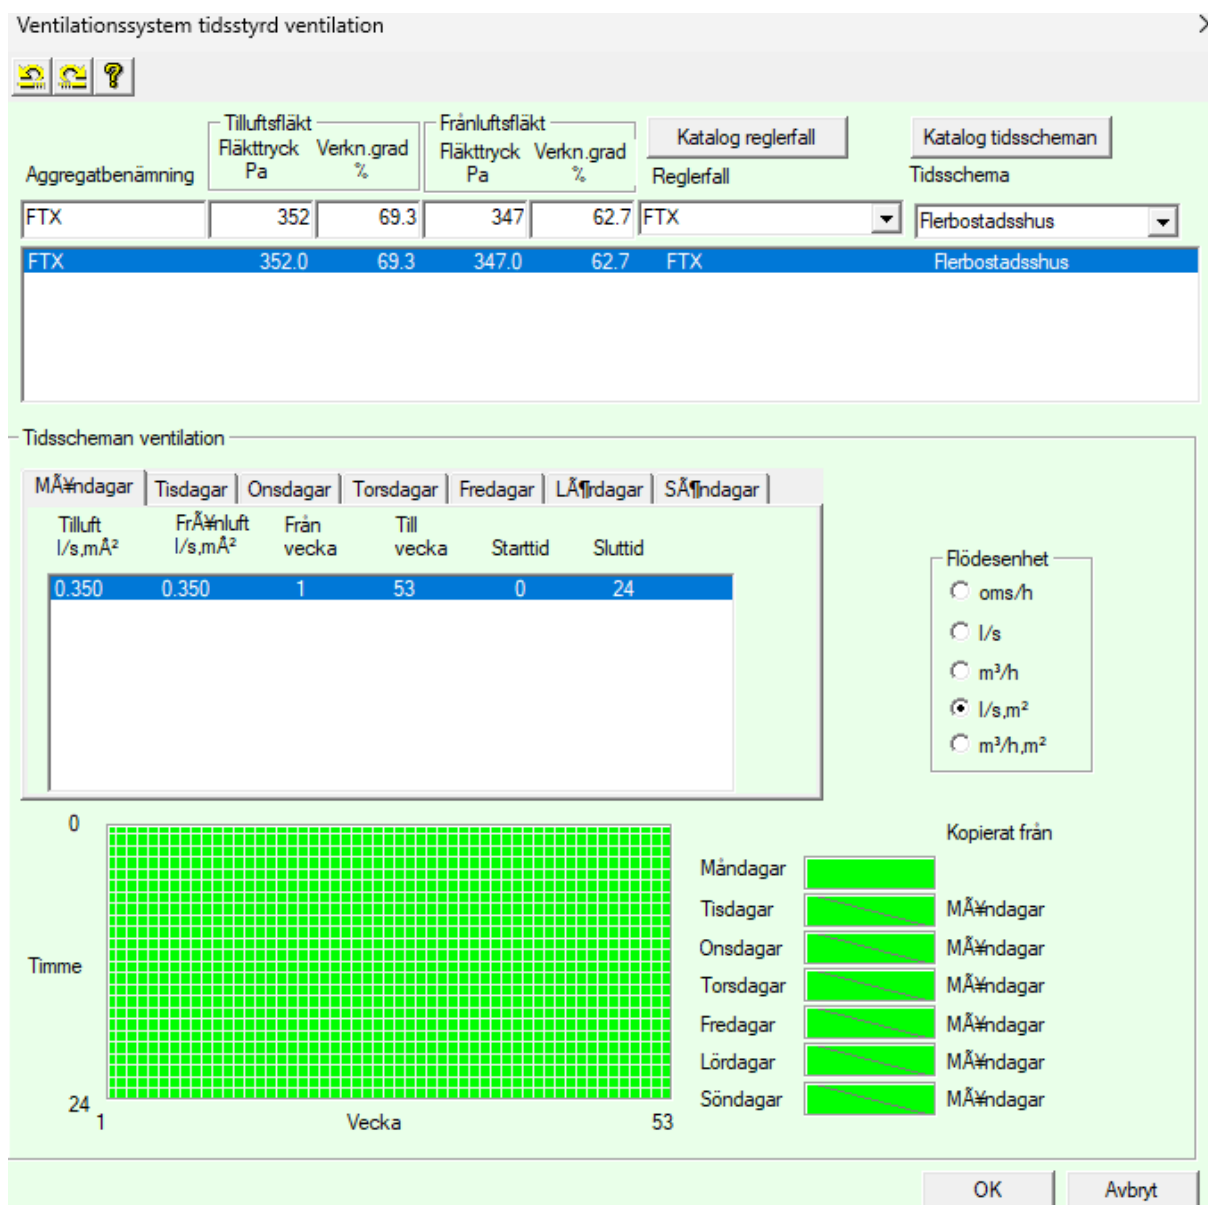 Ventilationssystem tidsstyrd ventilation
Tilluftsfläkt
Frånluftsfläkt
Katalog reglerfall
Katalog tidsscheman
Fläkttryck Verkn.grad
Fläkttryck Verkn.grad
Aggregatbenämning
Pa %
Pa %
Reglerfall
Tidsschema
FTX 352 69.3 347 62.7 FTX Flerbostadsshus
FTX 352.0 69.3 347.0 62.7 FTX Flerbostadsshus
Tidsscheman ventilation
MÃ¥ndagar Tisdagar Onsdagar Torsdagar Fredagar LÃ¶rdagar SÃ¶ndagar
Tilluft FrÃ¥nluft Från Till
l/s,mÂ² l/s,mÂ² vecka vecka Starttid Sluttid
0.350 0.350 1 53 0 24
Flödesenhet
oms/h
l/s
m³/h
l/s,m²
m³/h,m²
0
Timme
24
1 Vecka 53
Kopierat från
Måndagar
Tisdagar MÃ¥ndagar
Onsdagar MÃ¥ndagar
Torsdagar MÃ¥ndagar
Fredagar MÃ¥ndagar
Lördagar MÃ¥ndagar
Söndagar MÃ¥ndagar
OK Avbryt